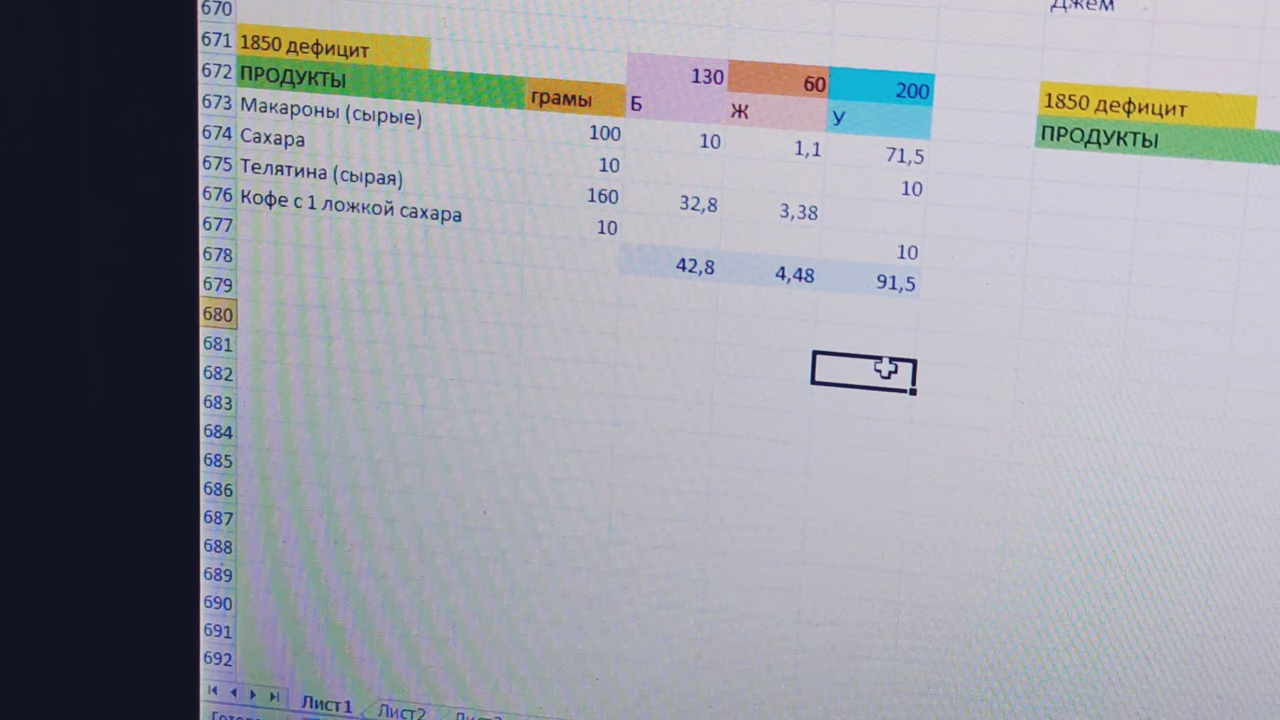 670
Джем
671 1850 дефицит
130 60 200
672 ПРОДУКТЫ грамы Б Ж У
1850 дефицит
673 Макароны (сырые) 100 10 1,1 71,5
ПРОДУКТЫ
674 Сахара 10 10
675 Телятина (сырая) 160 32,8 3,38
676 Кофе с 1 ложкой сахара 10 10
677 42,8 4,48 91,5
678
679
680
681
682
683
684
685
686
687
688
689
690
691
692
Лист1 Лист2